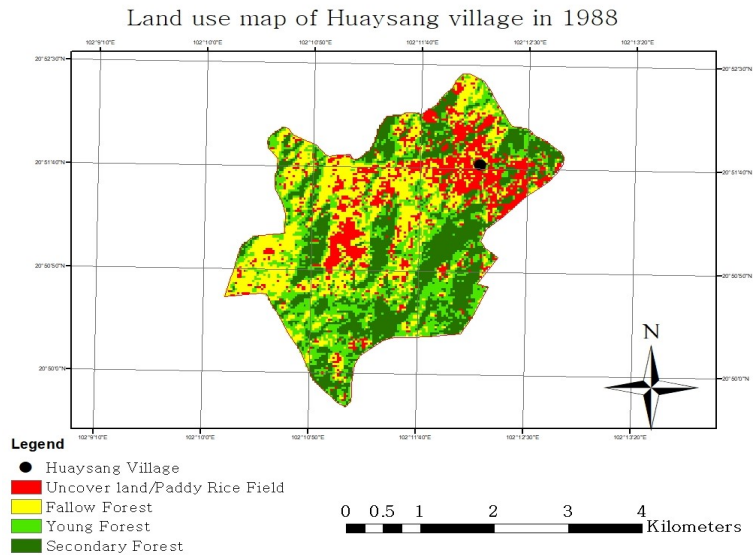 Land use map of Huaysang village in 1988
102°9'10"E 102°10'0"E 102°10'50"E 102°11'40"E 102°12'30"E 102°13'20"E
20°52'30"N 20°52'30"N
20°51'40"N 20°51'40"N
20°50'50"N 20°50'50"N
20°50'0"N 20°50'0"N
N
102°9'10"E 102°10'0"E 102°10'50"E 102°11'40"E 102°12'30"E 102°13'20"E
Legend
Huaysang Village
Uncover land/Paddy Rice Field
Fallow Forest
Young Forest
Secondary Forest
0 0.5 1 2 3 4
Kilometers